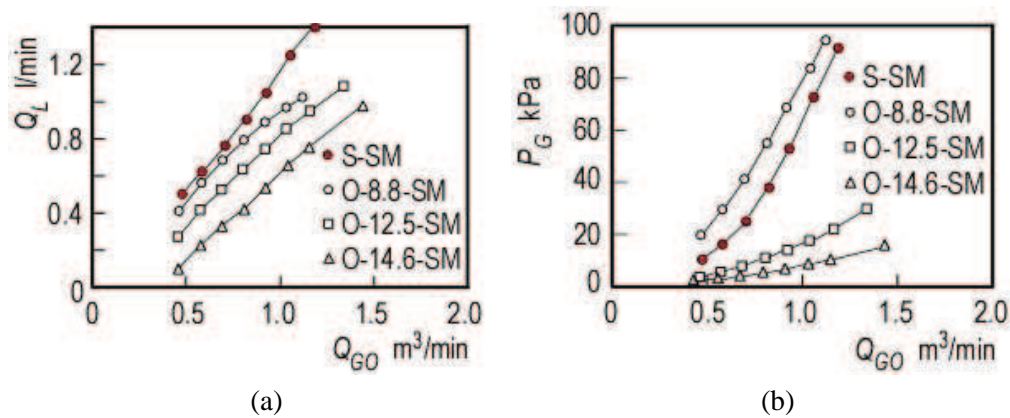 Q_L l/min
1.2
0.8
0.4
0
S-SM
O-8.8-SM
O-12.5-SM
O-14.6-SM
0 0.5 1.0 1.5 2.0
Q_GO m³/min
(a)
P_G kPa
100
80
60
40
20
0
S-SM
O-8.8-SM
O-12.5-SM
O-14.6-SM
0 0.5 1.0 1.5 2.0
Q_GO m³/min
(b)